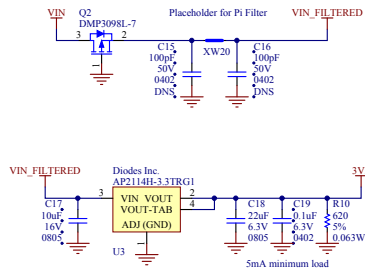 VIN
Q2
DMP3098L-7
Placeholder for Pi Filter
VIN_FILTERED
3
2
1
C15
100pF
50V
0402
DNS
XW20
C16
100pF
50V
0402
DNS
VIN_FILTERED
Diodes Inc.
AP2114H-3.3TRG1
3V
C17
10uF
16V
0805
3
VIN VOUT
VOUT-TAB
ADJ (GND)
2
4
1
U3
C18
22uF
6.3V
0805
C19
0.1uF
6.3V
0402
R10
620
5%
0.063W
5mA minimum load